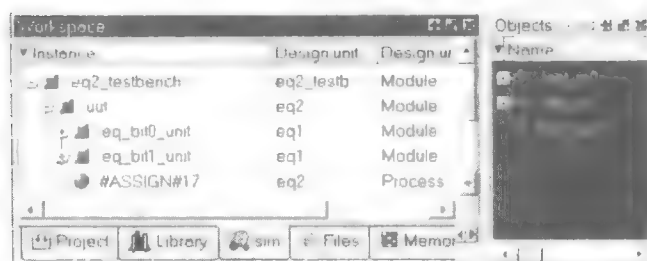 Workspace
Instance Design unit Design ur
eq2_testbench eq2_testb Module
uut eq2 Module
eq_bit0_unit eq1 Module
eq_bit1_unit eq1 Module
#ASSIGN#17 eq2 Process
Project Library sim Files Memor
Objects
Name